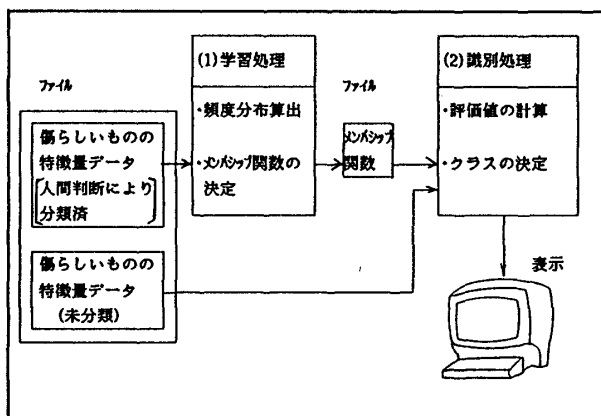 ファイル
傷らしいものの
特徴量データ
[人間判断により
分類済]
傷らしいものの
特徴量データ
(未分類)
(1)学習処理
・頻度分布算出
・メンバシップ関数の
決定
ファイル
メンバシップ
関数
(2)識別処理
・評価値の計算
・クラスの決定
表示